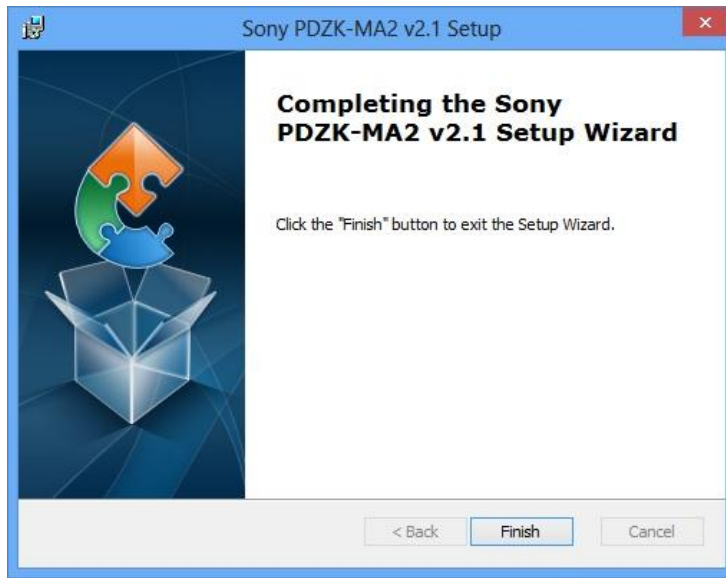 Sony PDZK-MA2 v2.1 Setup
Completing the Sony
PDZK-MA2 v2.1 Setup Wizard
Click the "Finish" button to exit the Setup Wizard.
< Back Finish Cancel